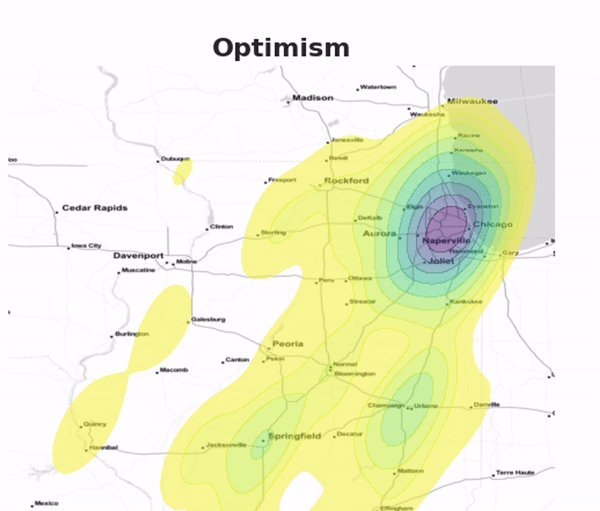 Optimism
Watertown
Madison
Milwaukee
Waukesha
Racine
Janesville
Beloit
Kenosha
Dubuque
Waukegan
Freeport
Rockford
Cedar Rapids
Elgin
Evanston
DeKalb
Clinton
Sterling
Aurora
Chicago
Iowa City
Naperville
Davenport
Moline
Joliet
Hammond
Gary
Muscatine
Peru
Ottawa
Streator
Kankakee
Galesburg
Burlington
Peoria
Canton
Pekin
Normal
Bloomington
Macomb
Champaign
Urbana
Danville
Quincy
Springfield
Decatur
Hannibal
Jacksonville
Mattoon
Terre Haute
Mexico
Effingham